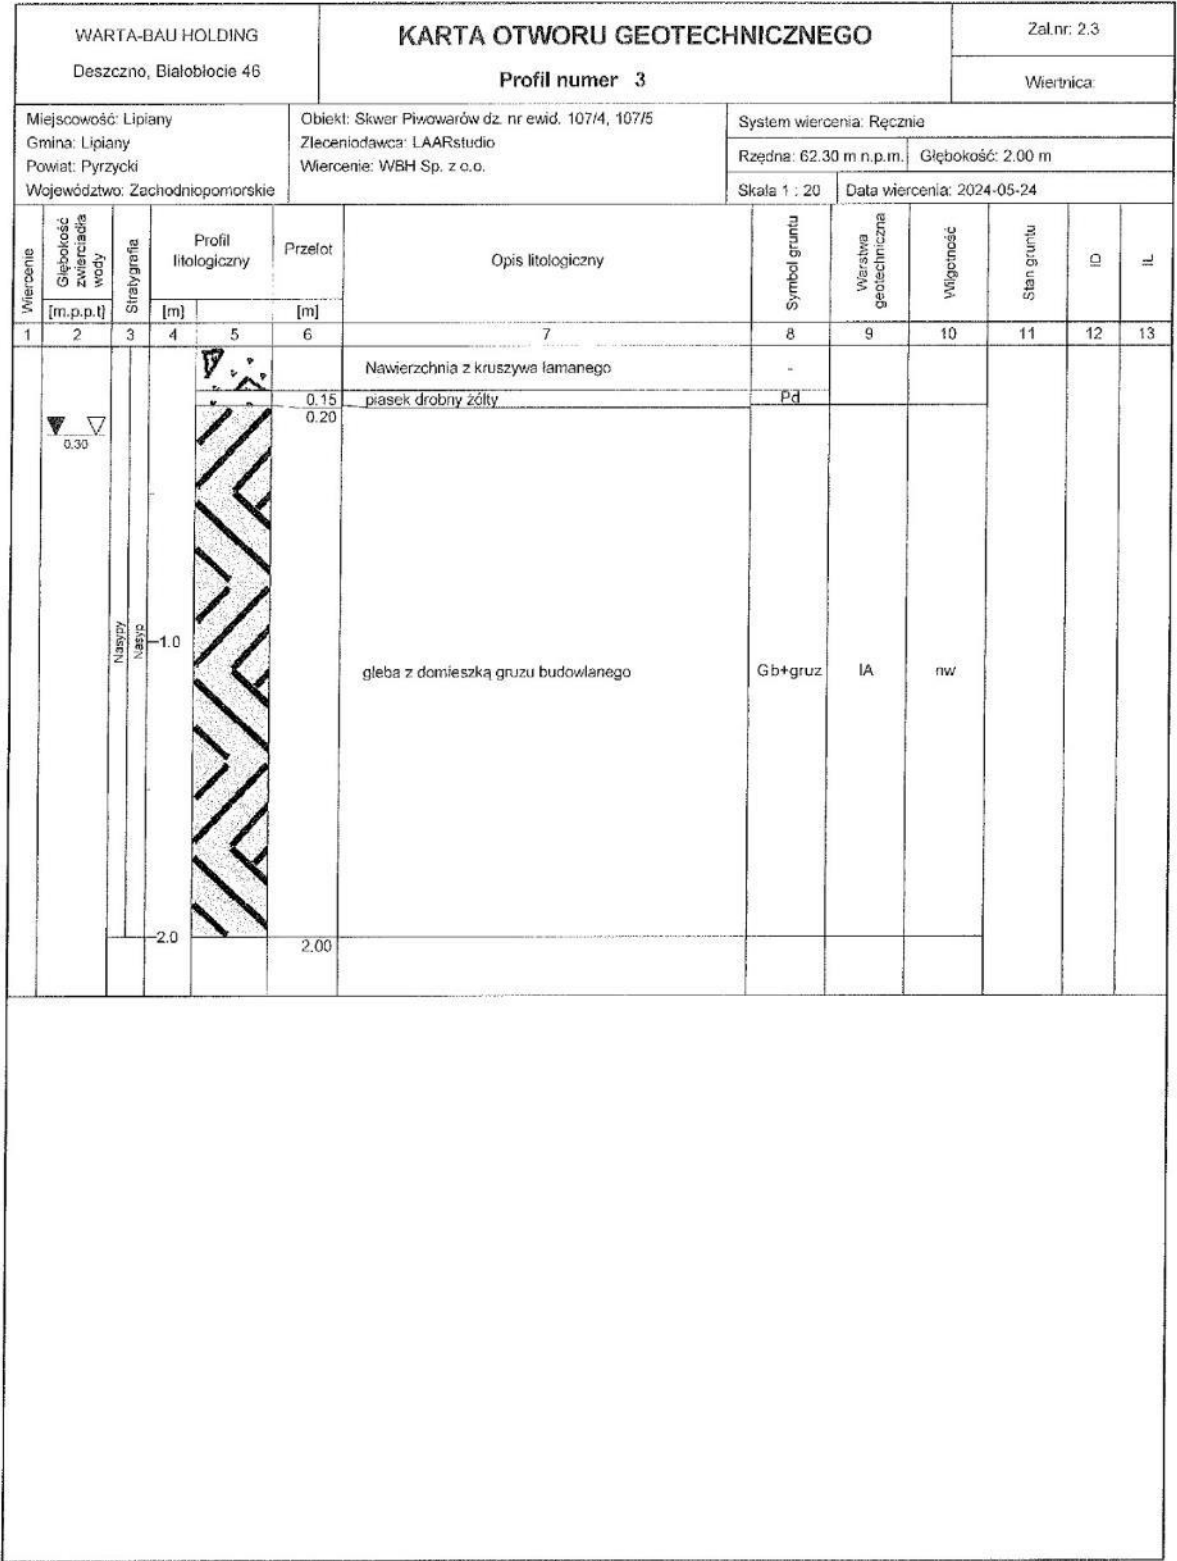 WARTA-BAU HOLDING
Deszczno, Białobłocie 46
KARTA OTWORU GEOTECHNICZNEGO
Profil numer 3
Zał.nr: 2.3
Wiertnica:
Miejscowość: Lipiany
Gmina: Lipiany
Powiat: Pyrzycki
Województwo: Zachodniopomorskie
Obiekt: Skwer Piwowarów dz. nr ewid. 107/4, 107/5
Zleceniodawca: LAARstudio
Wiercenie: WBH Sp. z o.o.
System wiercenia: Ręcznie
Rzędna: 62.30 m n.p.m.
Głębokość: 2.00 m
Skala 1 : 20
Data wiercenia: 2024-05-24
Wiercenie
Głębokość zwierciadła wody
[m.p.p.t]
Stratygrafia
Profil litologiczny
[m]
Przelot
[m]
Opis litologiczny
Symbol gruntu
Warstwa geotechniczna
Wilgotność
Stan gruntu
ID
IL
1 2 3 4 5 6 7 8 9 10 11 12 13
Nawierzchnia z kruszywa łamanego
-
0.15
piasek drobny żółty
Pd
0.20
0.30
Nasypy
Nasyp
1.0
gleba z domieszką gruzu budowlanego
Gb+gruz
IA
nw
2.0
2.00